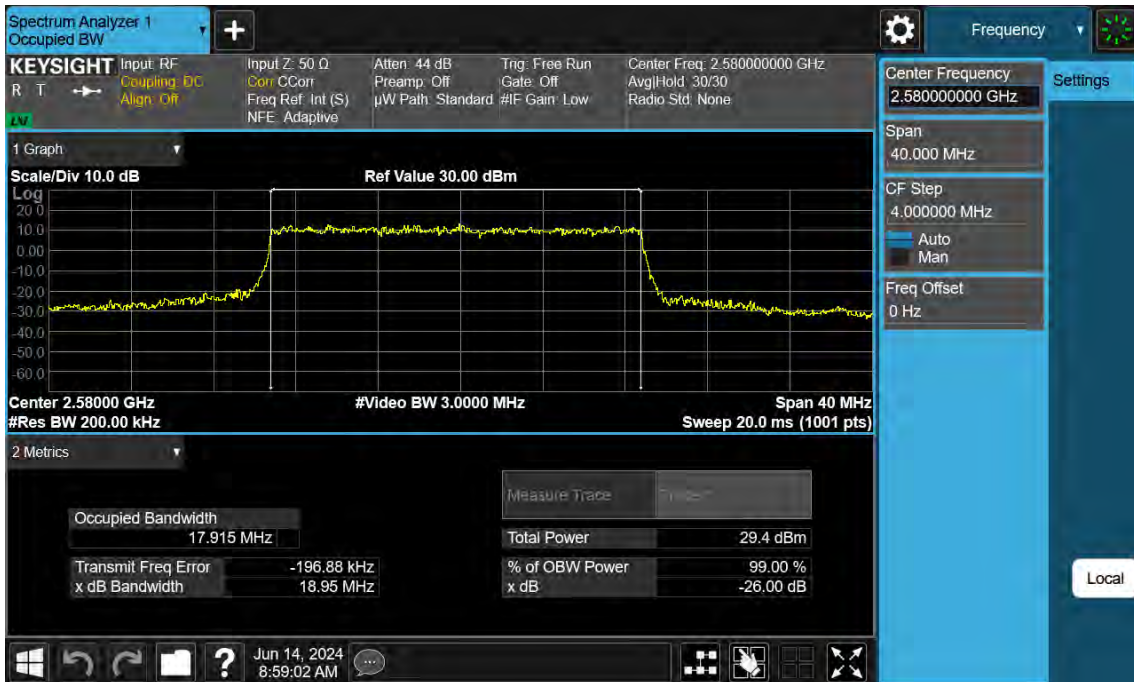 Spectrum Analyzer 1
Occupied BW
Frequency
KEYSIGHT
R T
LNI
Input: RF
Coupling: DC
Align: Off
Input Z: 50 Ω
Corr CCorr
Freq Ref: Int (S)
NFE: Adaptive
Atten: 44 dB
Preamp: Off
µW Path: Standard
Trig: Free Run
Gate: Off
#IF Gain: Low
Center Freq: 2.580000000 GHz
Avg|Hold: 30/30
Radio Std: None
Center Frequency
2.580000000 GHz
Settings
Span
40.000 MHz
CF Step
4.000000 MHz
Auto
Man
Freq Offset
0 Hz
Local
1 Graph
Scale/Div 10.0 dB
Ref Value 30.00 dBm
Log
20.0
10.0
0.00
-10.0
-20.0
-30.0
-40.0
-50.0
-60.0
Center 2.58000 GHz
#Video BW 3.0000 MHz
Span 40 MHz
#Res BW 200.00 kHz
Sweep 20.0 ms (1001 pts)
2 Metrics
Measure Trace
Occupied Bandwidth
17.915 MHz
Total Power 29.4 dBm
Transmit Freq Error -196.88 kHz
% of OBW Power 99.00 %
x dB Bandwidth 18.95 MHz
x dB -26.00 dB
?
Jun 14, 2024
8:59:02 AM